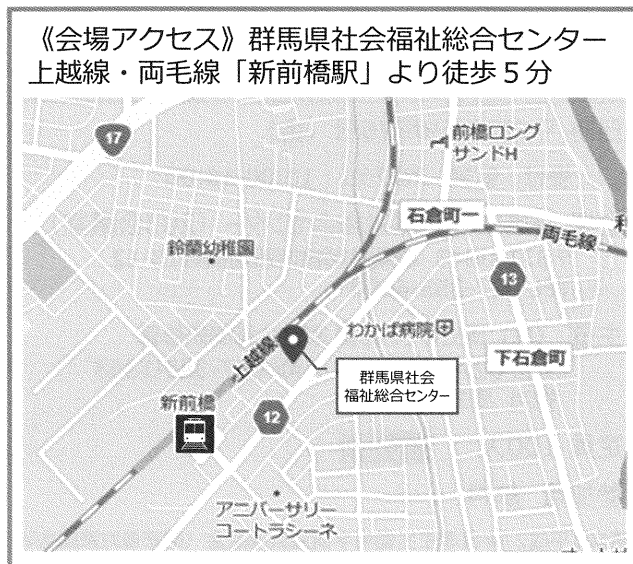 《会場アクセス》群馬県社会福祉総合センター
上越線・両毛線「新前橋駅」より徒歩5分
17
前橋ロング
サンドH
石倉町一
両毛線
鈴蘭幼稚園
13
わかば病院
上越線
下石倉町
群馬県社会
福祉総合センター
新前橋
12
アニバーサリー
コートラシーネ